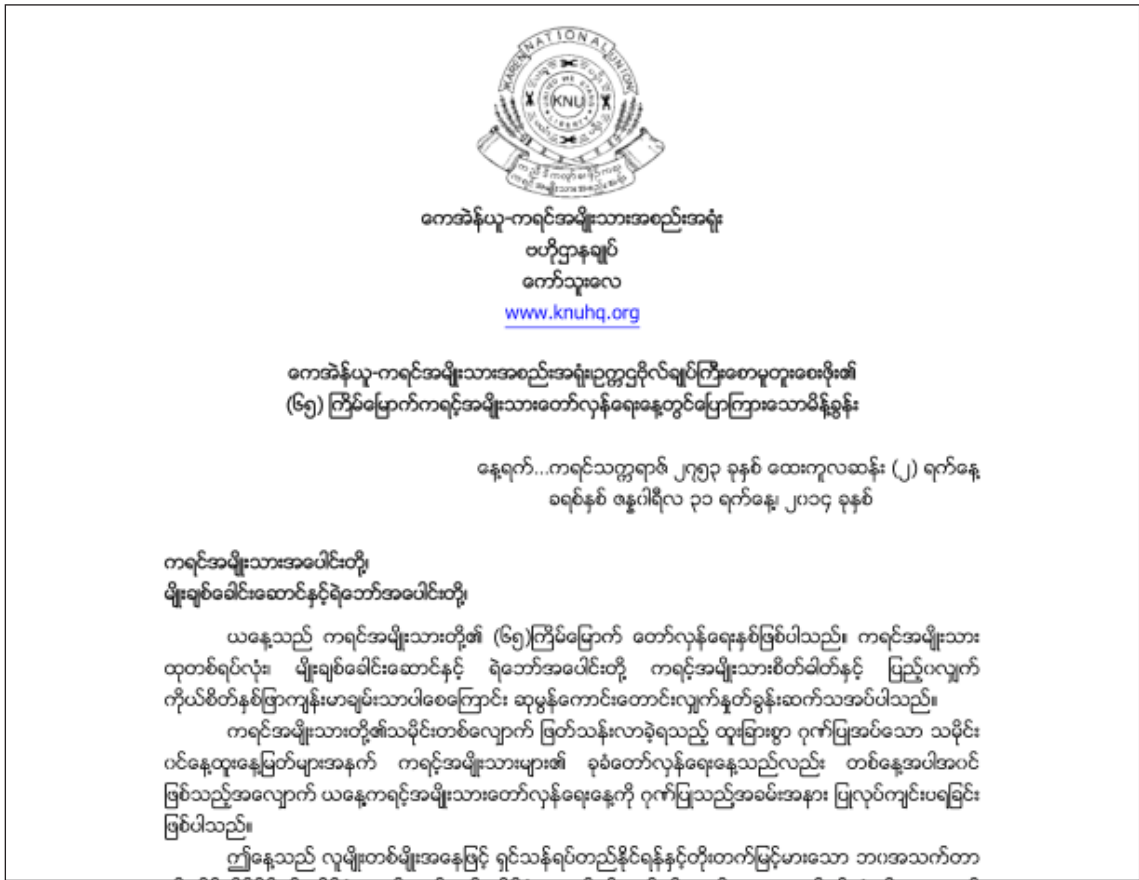 KAREN NATIONAL UNION
KNU
ကေအဲန်ယူ-ကရင်အမျိုးသားအစည်းအရုံး
ဗဟိုဌာနချုပ်
ကော်သူးလေ
www.knuhq.org
ကေအဲန်ယူ-ကရင်အမျိုးသားအစည်းအရုံးဥက္ကဌဗိုလ်ချုပ်ကြီးစောမူတူးစေးဖိုး၏
(၆၅) ကြိမ်မြောက်ကရင့်အမျိုးသားတော်လှန်ရေးနေ့တွင်ပြောကြားသောမိန့်ခွန်း
နေ့ရက်...ကရင်သက္ကရာဇ် ၂၇၅၃ ခုနှစ် ထေးကူလဆန်း (၂) ရက်နေ့
ခရစ်နှစ် ဇန္နဝါရီလ ၃၁ ရက်နေ့၊ ၂၀၁၄ ခုနှစ်
ကရင်အမျိုးသားအပေါင်းတို့၊
မျိုးချစ်ခေါင်းဆောင်နှင့်ရဲဘော်အပေါင်းတို့၊
ယနေ့သည် ကရင်အမျိုးသားတို့၏ (၆၅)ကြိမ်မြောက် တော်လှန်ရေးနှစ်ဖြစ်ပါသည်။ ကရင်အမျိုးသား
ထုတစ်ရပ်လုံး၊ မျိုးချစ်ခေါင်းဆောင်နှင့် ရဲဘော်အပေါင်းတို့ ကရင့်အမျိုးသားစိတ်ဓါတ်နှင့် ပြည့်ဝလျှက်
ကိုယ်စိတ်နှစ်ဖြာကျန်းမာချမ်းသာပါစေကြောင်း ဆုမွန်ကောင်းတောင်းလျှက်နှုတ်ခွန်းဆက်သအပ်ပါသည်။
ကရင်အမျိုးသားတို့၏သမိုင်းတစ်လျှောက် ဖြတ်သန်းလာခဲ့ရသည့် ထူးခြားစွာ ဂုဏ်ပြုအပ်သော သမိုင်း
ဝင်နေ့ထူးနေ့မြတ်များအနက် ကရင့်အမျိုးသားများ၏ ခုခံတော်လှန်ရေးနေ့သည်လည်း တစ်နေ့အပါအဝင်
ဖြစ်သည့်အလျောက် ယနေ့ကရင့်အမျိုးသားတော်လှန်ရေးနေ့ကို ဂုဏ်ပြုသည့်အခမ်းအနား ပြုလုပ်ကျင်းပရခြင်း
ဖြစ်ပါသည်။
ဤနေ့သည် လူမျိုးတစ်မျိုးအနေဖြင့် ရှင်သန်ရပ်တည်နိုင်ရန်နှင့်တိုးတက်မြင့်မားသော ဘဝအသက်တာ